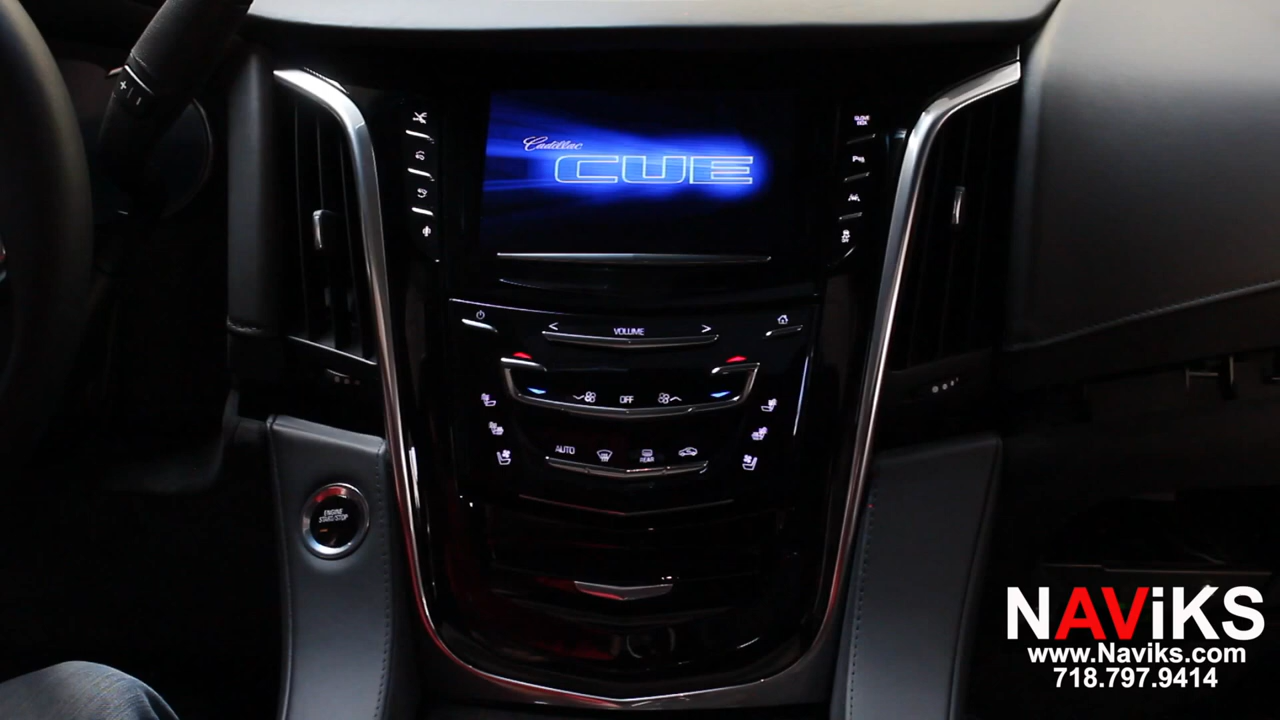 Cadillac
CUE
GLOVE
BOX
VOLUME
OFF
AUTO
REAR
ENGINE
START/STOP
NAViKS
www.Naviks.com
718.797.9414